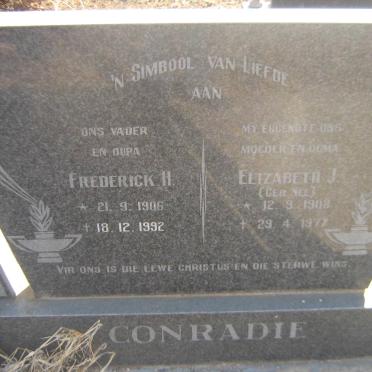 'N SIMBOOL VAN LIEFDE
AAN
ONS VADER
EN OUPA
FREDERICK H.
* 21. 9. 1906
† 18. 12. 1992
MY EGGENOTE ONS
MOEDER EN OUMA
ELIZABETH J.
(GEB NEL)
* 12. 9. 1908
† 29. 4. 1977
VIR ONS IS DIE LEWE CHRISTUS EN DIE STERWE WINS.
CONRADIE